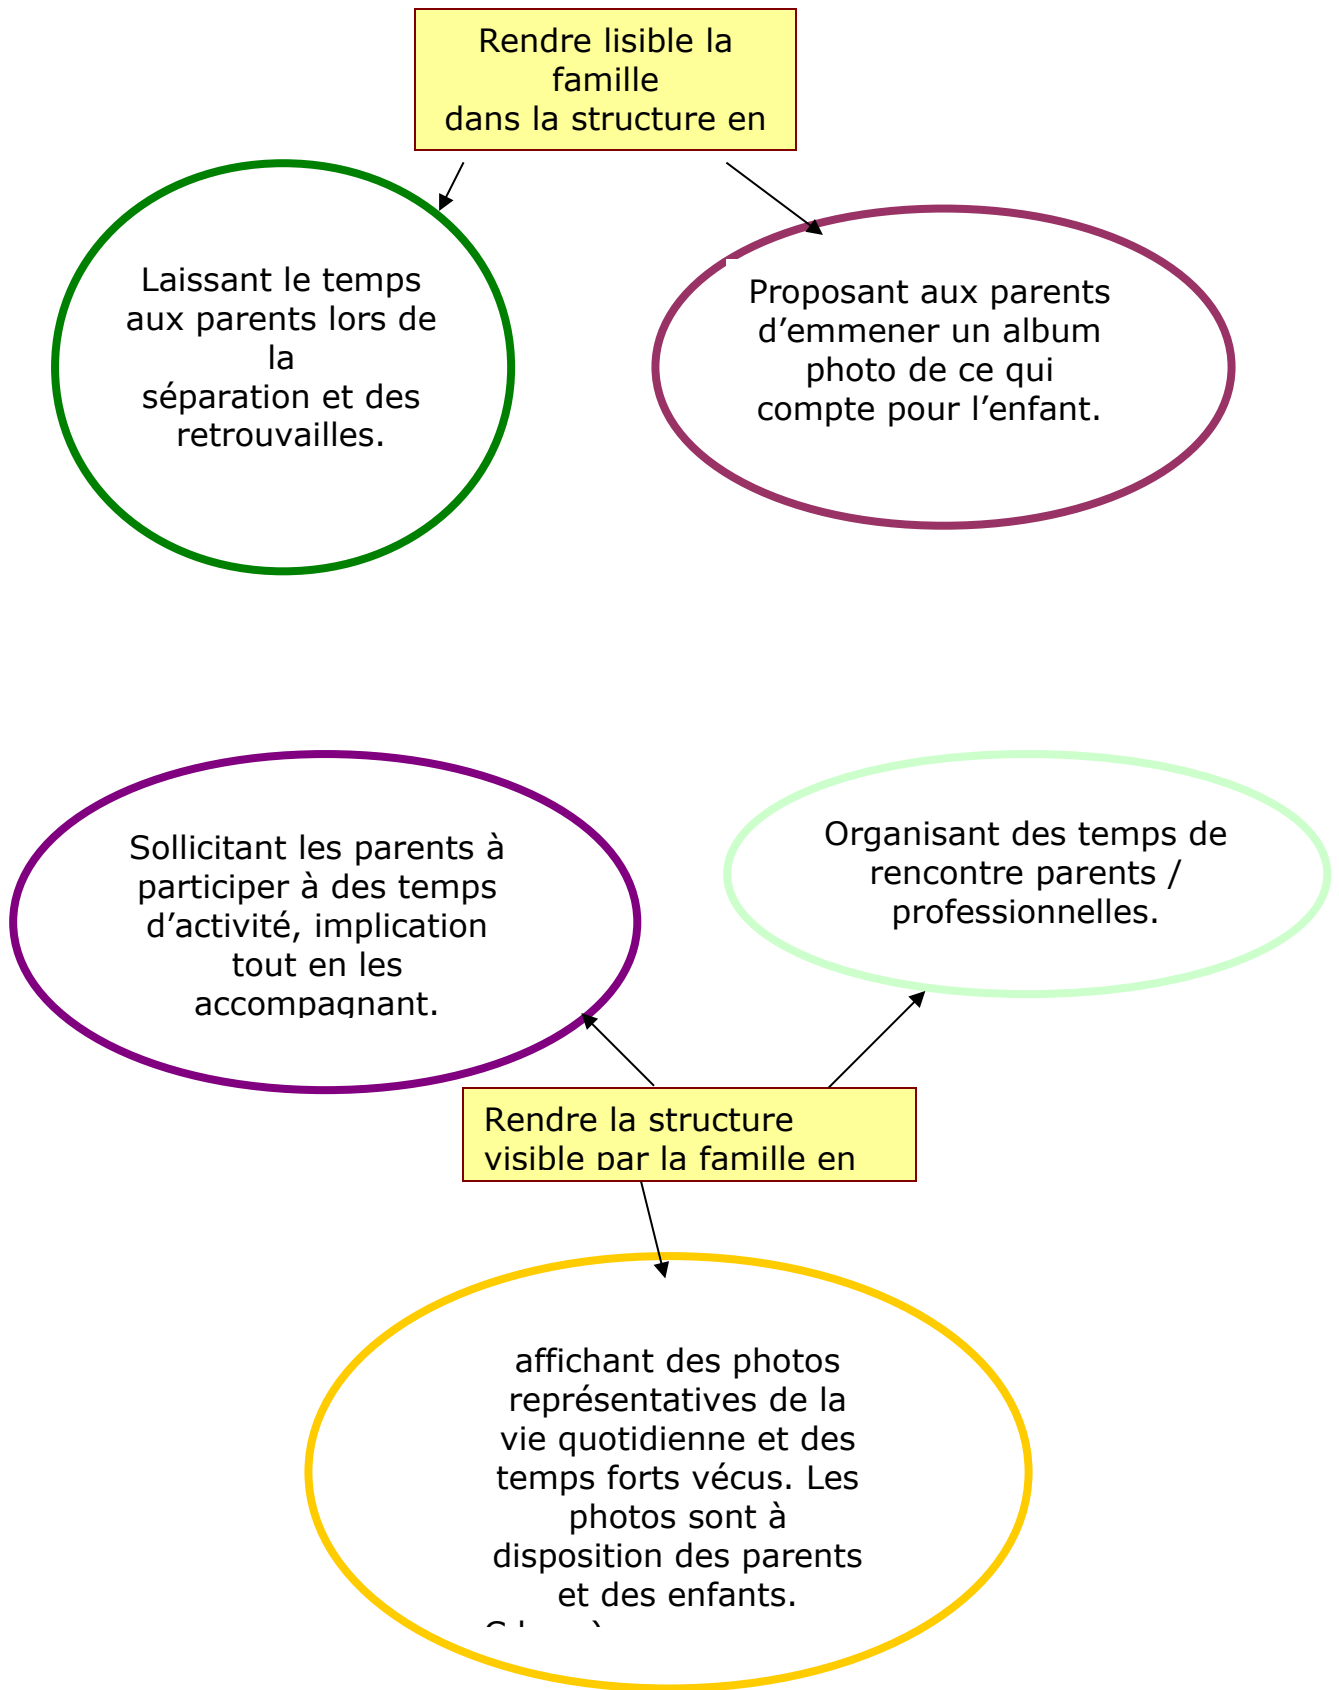 Rendre lisible la
famille
dans la structure en
Laissant le temps
aux parents lors de
la
séparation et des
retrouvailles.
Proposant aux parents
d’emmener un album
photo de ce qui
compte pour l’enfant.
Sollicitant les parents à
participer à des temps
d’activité, implication
tout en les
accompagnant.
Organisant des temps de
rencontre parents /
professionnelles.
Rendre la structure
visible par la famille en
affichant des photos
représentatives de la
vie quotidienne et des
temps forts vécus. Les
photos sont à
disposition des parents
et des enfants.